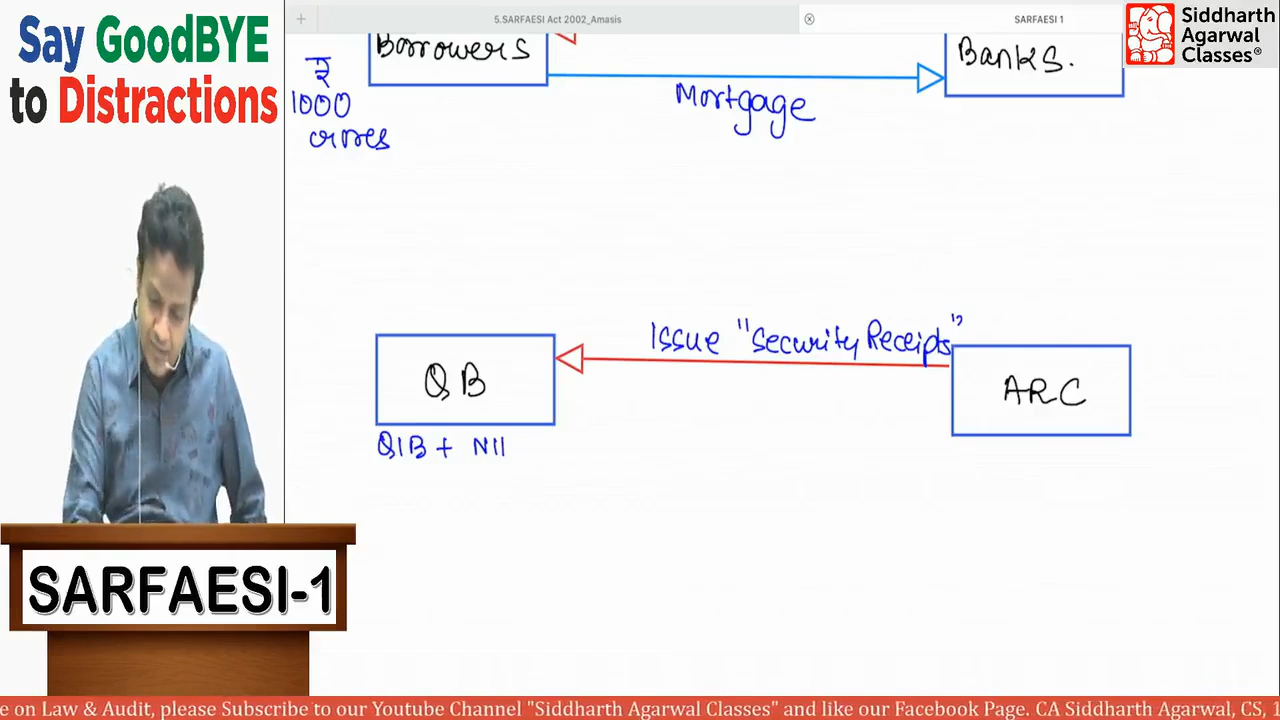 Say GoodBYE
to Distractions
5.SARFAESI Act 2002_Amasis
SARFAESI 1
Siddharth
Agarwal
Classes®
Borrowers
Banks.
₹
1000
crores
Mortgage
Issue "Security Receipts"
QB
ARC
QIB + NII
SARFAESI-1
e on Law & Audit, please Subscribe to our Youtube Channel "Siddharth Agarwal Classes" and like our Facebook Page. CA Siddharth Agarwal, CS, 1